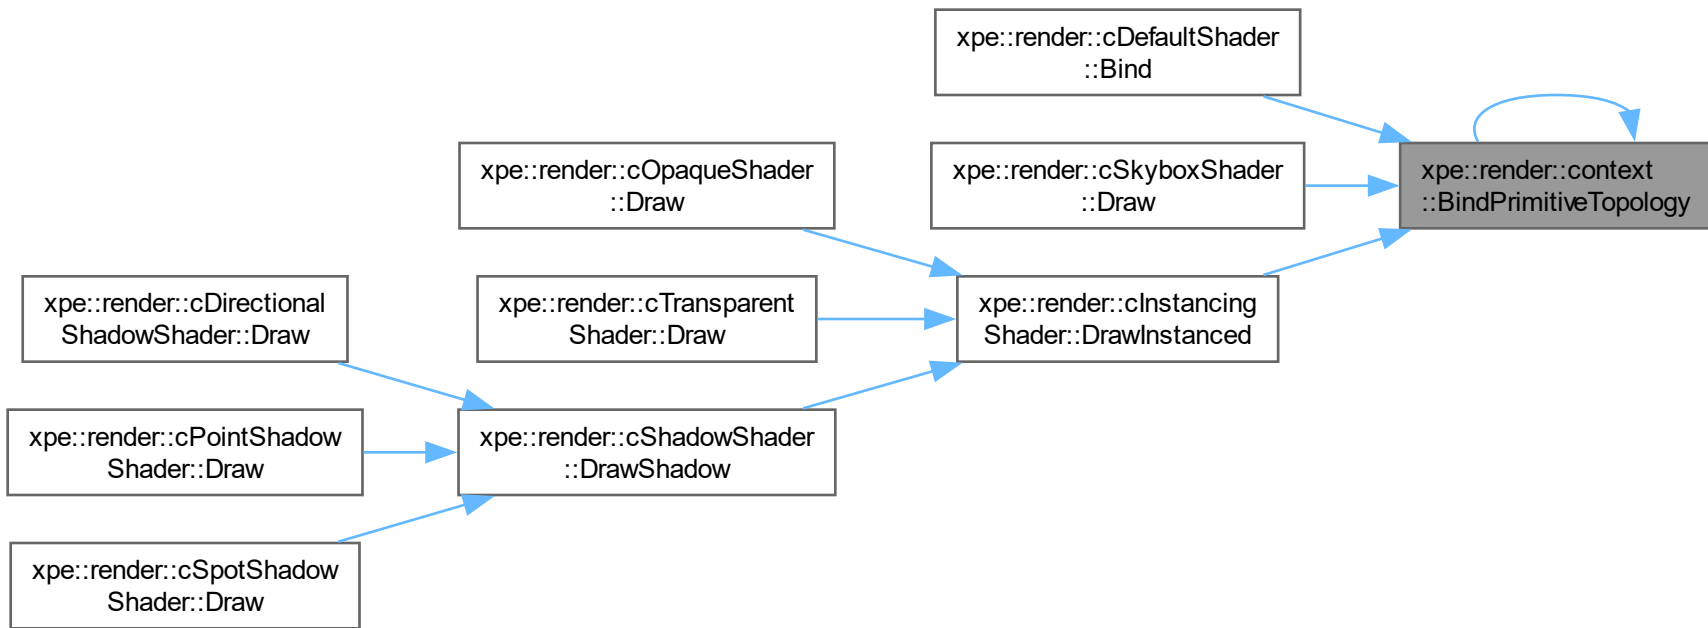 xpe::render::cDefaultShader
::Bind
xpe::render::cOpaqueShader
::Draw
xpe::render::cSkyboxShader
::Draw
xpe::render::context
::BindPrimitiveTopology
xpe::render::cDirectional
ShadowShader::Draw
xpe::render::cTransparent
Shader::Draw
xpe::render::cInstancing
Shader::DrawInstanced
xpe::render::cPointShadow
Shader::Draw
xpe::render::cShadowShader
::DrawShadow
xpe::render::cSpotShadow
Shader::Draw